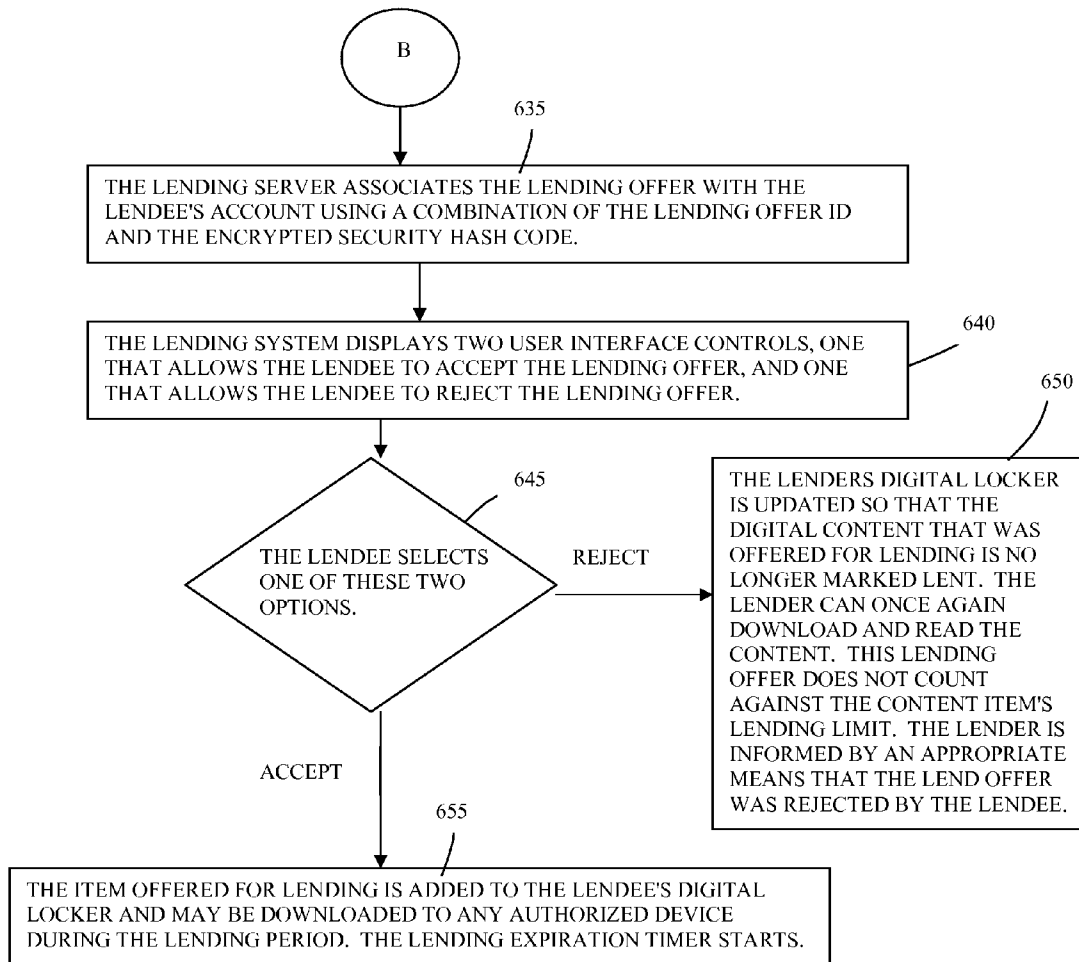 B
635
THE LENDING SERVER ASSOCIATES THE LENDING OFFER WITH THE
LENDEE'S ACCOUNT USING A COMBINATION OF THE LENDING OFFER ID
AND THE ENCRYPTED SECURITY HASH CODE.
640
THE LENDING SYSTEM DISPLAYS TWO USER INTERFACE CONTROLS, ONE
THAT ALLOWS THE LENDEE TO ACCEPT THE LENDING OFFER, AND ONE
THAT ALLOWS THE LENDEE TO REJECT THE LENDING OFFER.
645
THE LENDEE SELECTS
ONE OF THESE TWO
OPTIONS.
REJECT
650
THE LENDERS DIGITAL LOCKER
IS UPDATED SO THAT THE
DIGITAL CONTENT THAT WAS
OFFERED FOR LENDING IS NO
LONGER MARKED LENT. THE
LENDER CAN ONCE AGAIN
DOWNLOAD AND READ THE
CONTENT. THIS LENDING
OFFER DOES NOT COUNT
AGAINST THE CONTENT ITEM'S
LENDING LIMIT. THE LENDER IS
INFORMED BY AN APPROPRIATE
MEANS THAT THE LEND OFFER
WAS REJECTED BY THE LENDEE.
ACCEPT
655
THE ITEM OFFERED FOR LENDING IS ADDED TO THE LENDEE'S DIGITAL
LOCKER AND MAY BE DOWNLOADED TO ANY AUTHORIZED DEVICE
DURING THE LENDING PERIOD. THE LENDING EXPIRATION TIMER STARTS.